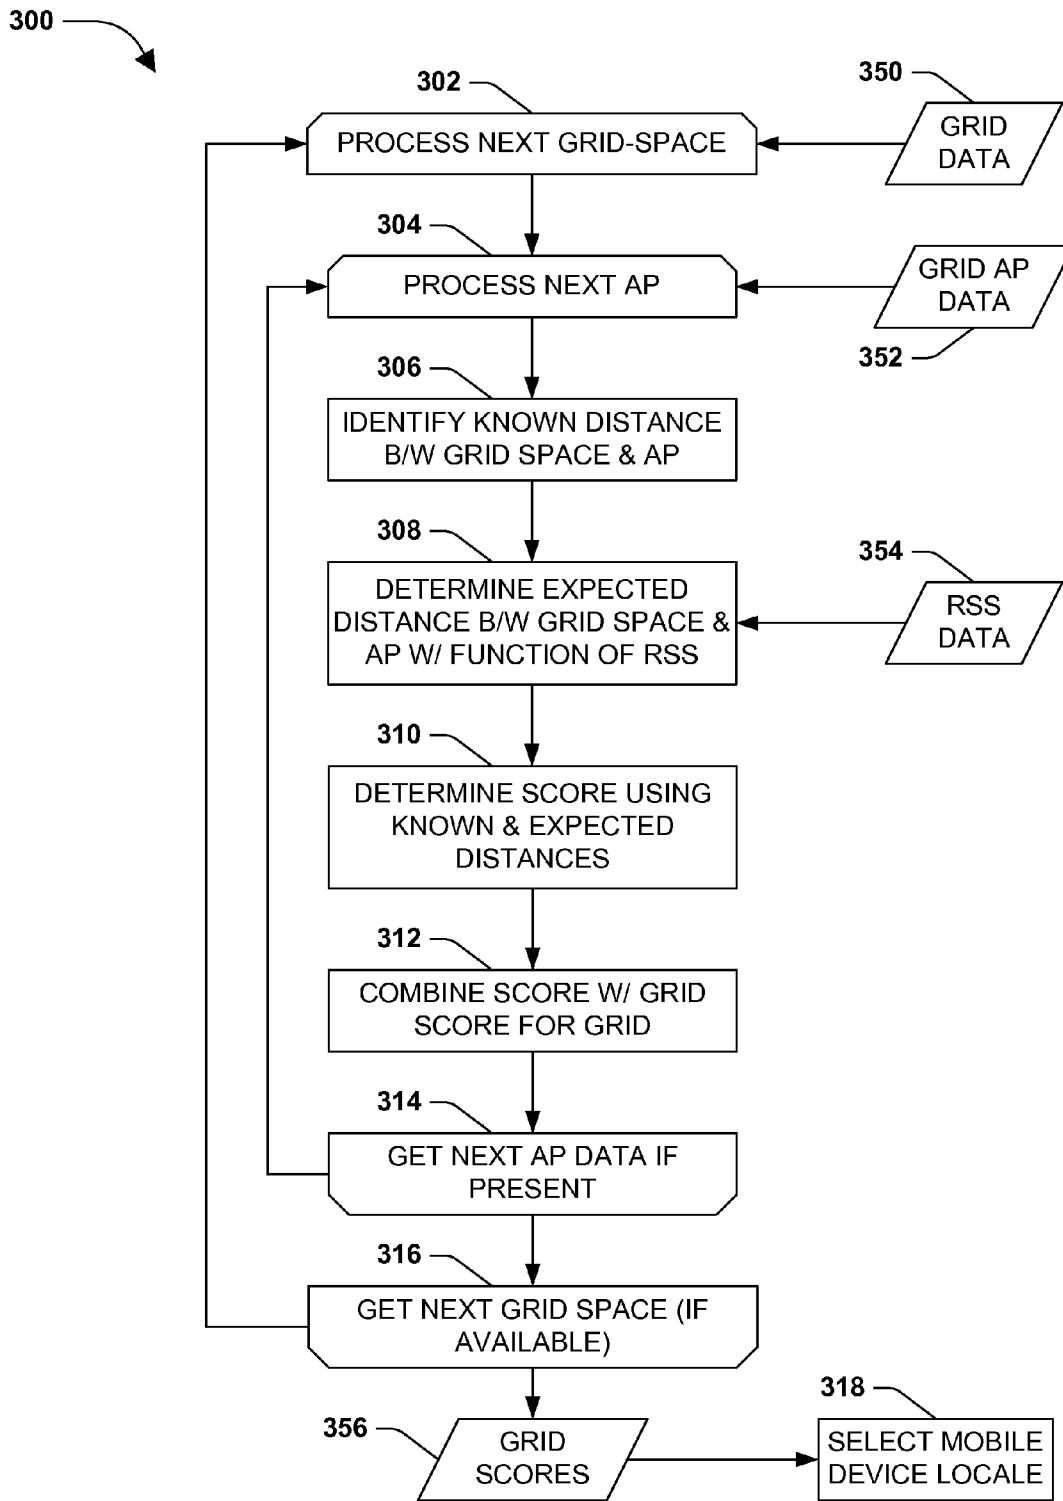 300
302
350
PROCESS NEXT GRID-SPACE
GRID
DATA
304
PROCESS NEXT AP
GRID AP
DATA
352
306
IDENTIFY KNOWN DISTANCE
B/W GRID SPACE & AP
308
354
DETERMINE EXPECTED
DISTANCE B/W GRID SPACE &
AP W/ FUNCTION OF RSS
RSS
DATA
310
DETERMINE SCORE USING
KNOWN & EXPECTED
DISTANCES
312
COMBINE SCORE W/ GRID
SCORE FOR GRID
314
GET NEXT AP DATA IF
PRESENT
316
GET NEXT GRID SPACE (IF
AVAILABLE)
318
356
GRID
SCORES
SELECT MOBILE
DEVICE LOCALE